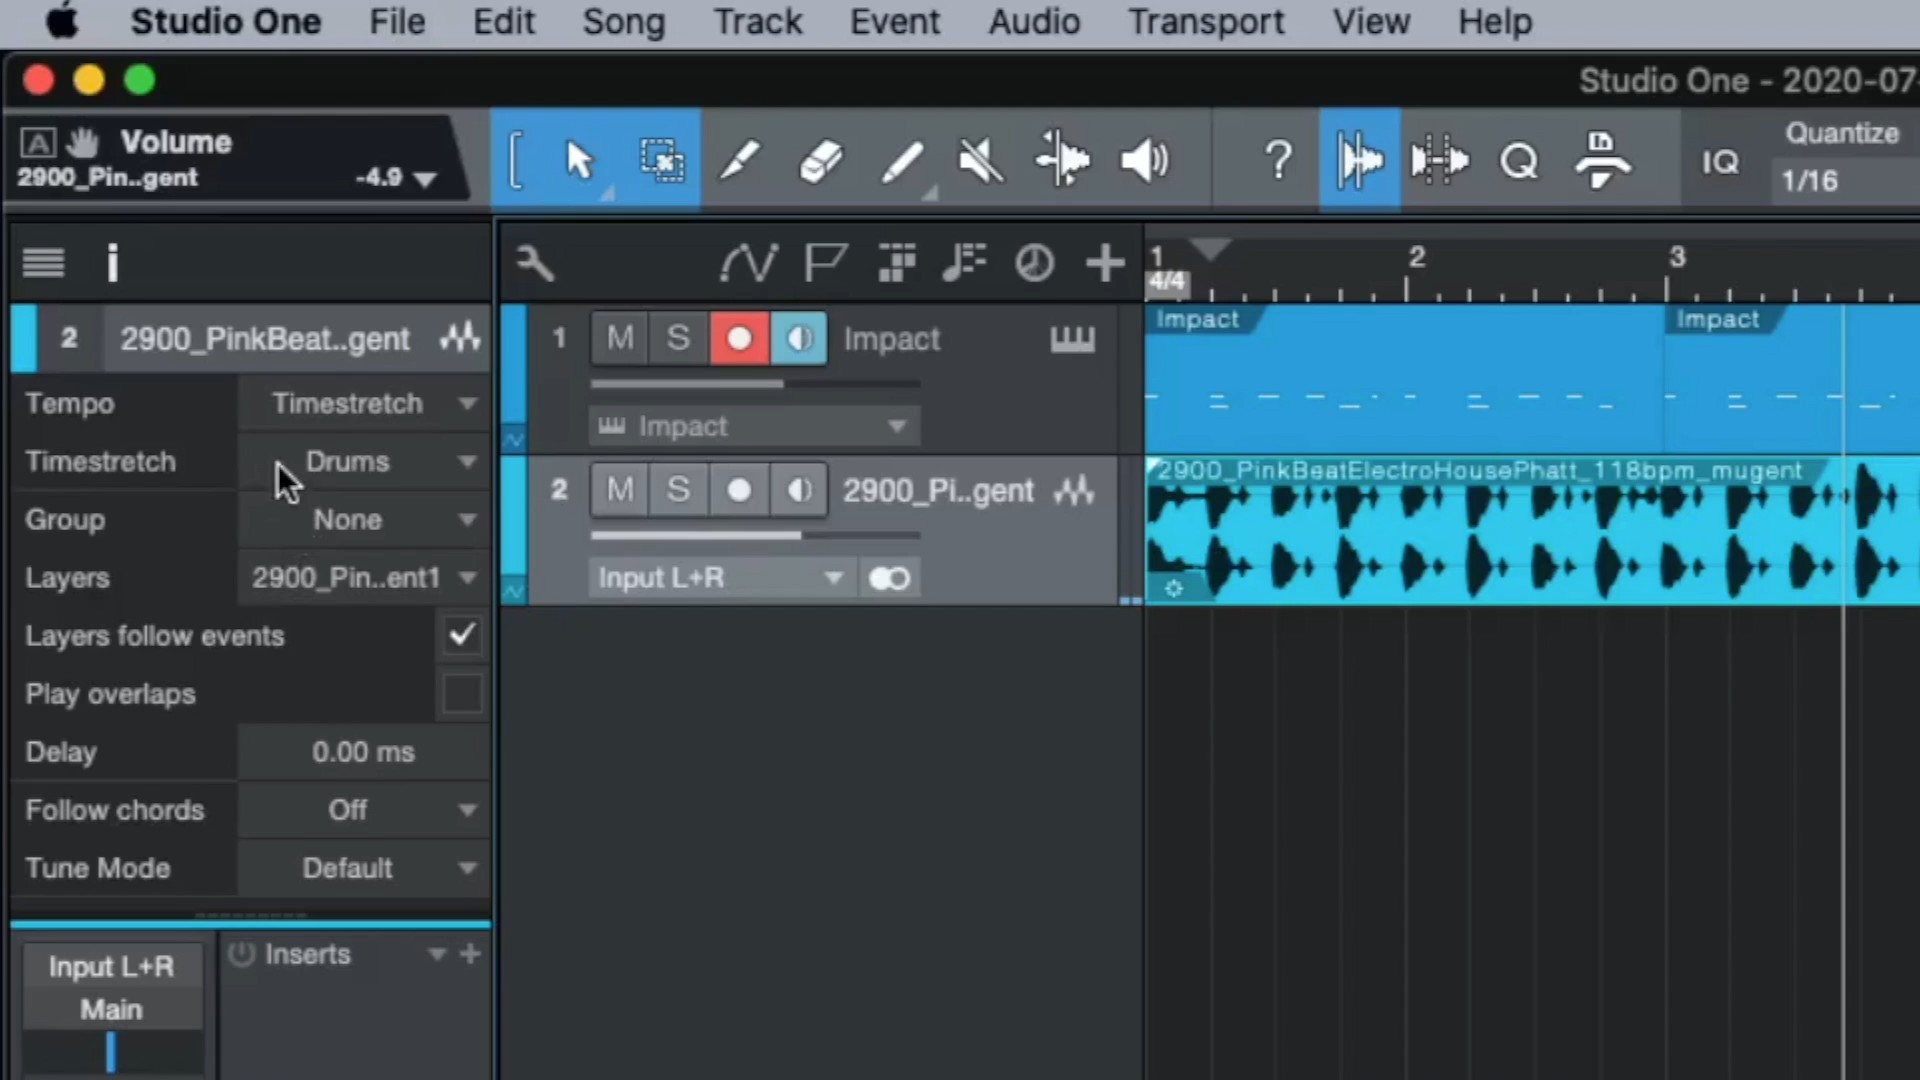 Studio One File Edit Song Track Event Audio Transport View Help
Studio One - 2020-07-
A Volume
2900_Pin..gent -4.9
? Q IQ Quantize
1/16
i
1 2 3
4/4
2 2900_PinkBeat..gent
Tempo Timestretch
Timestretch Drums
Group None
Layers 2900_Pin..ent1
Layers follow events
Play overlaps
Delay 0.00 ms
Follow chords Off
Tune Mode Default
1 M S Impact
Impact
Impact Impact
2 M S 2900_Pi..gent
Input L+R
2900_PinkBeatElectroHousePhatt_118bpm_mugent
Input L+R
Main
Inserts